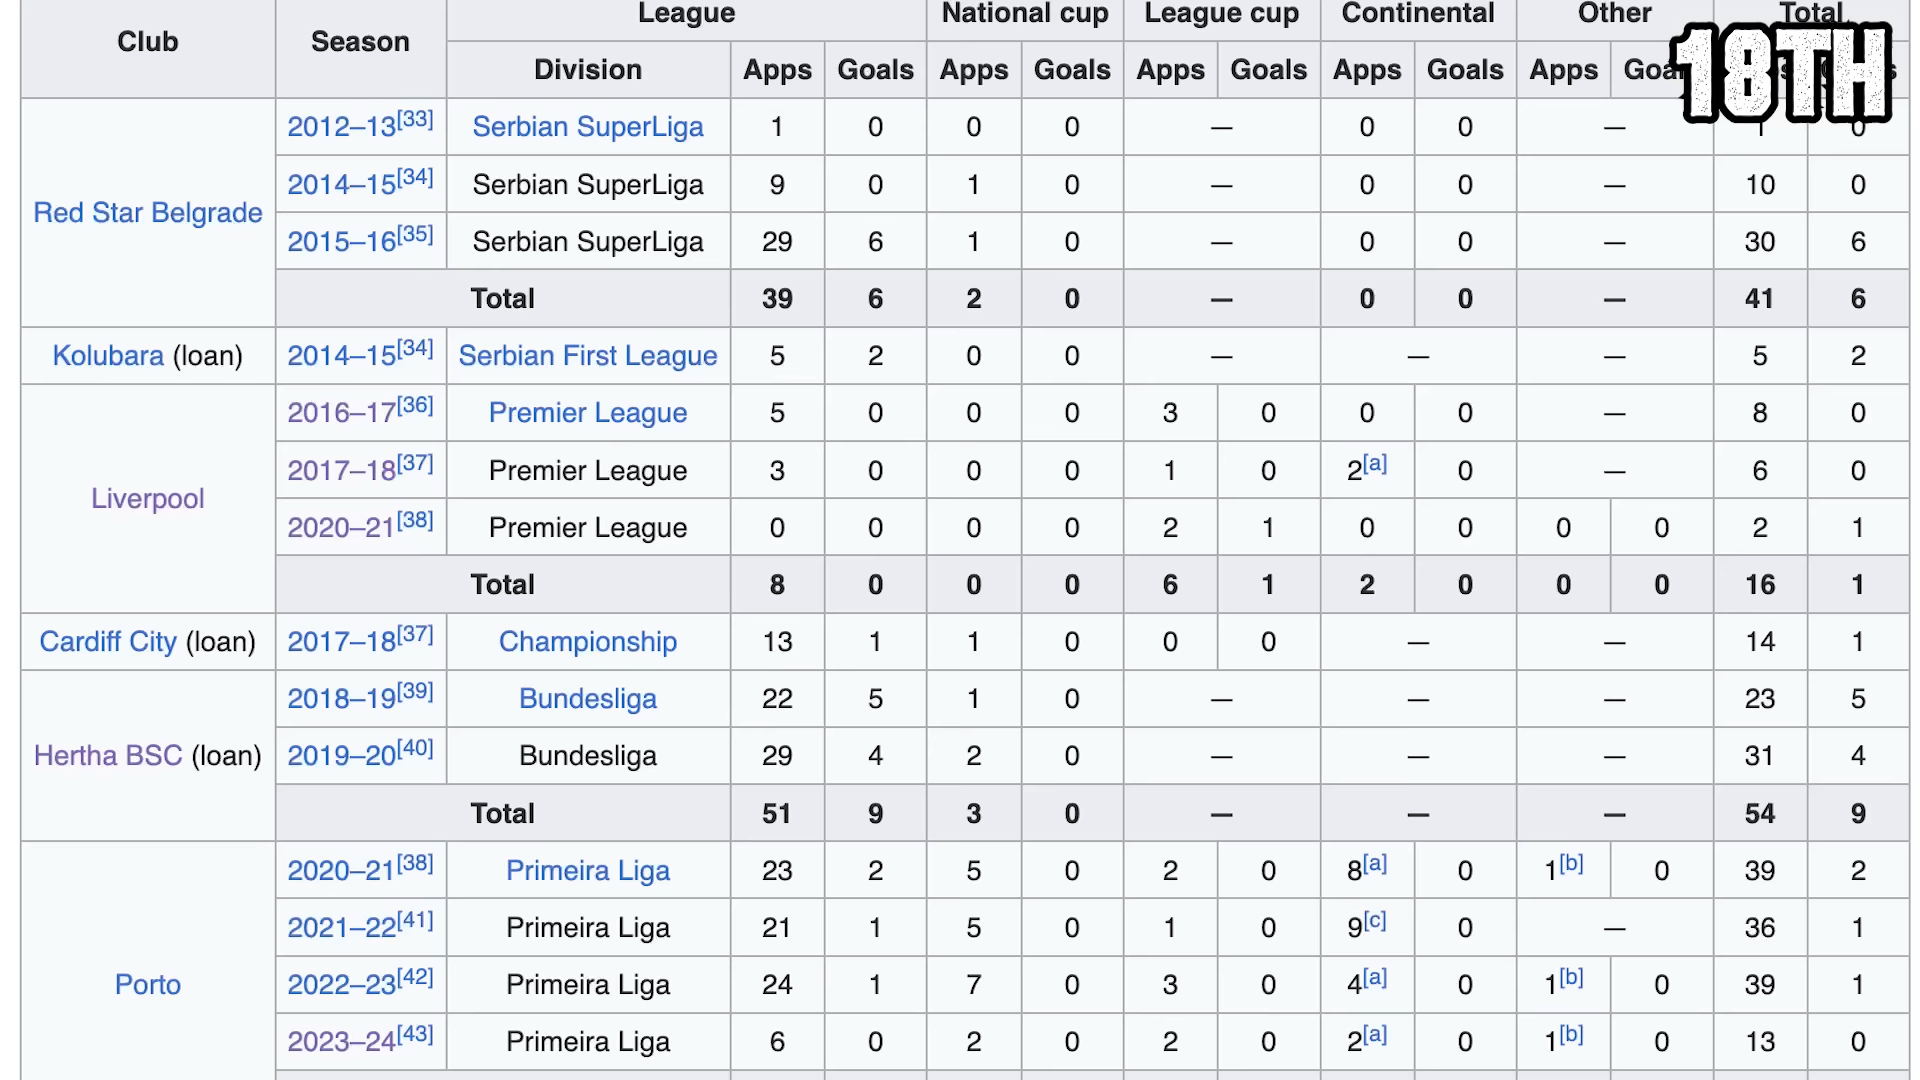 Club Season League National cup League cup Continental Other Total
Division Apps Goals Apps Goals Apps Goals Apps Goals Apps
18TH
Red Star Belgrade
2012–13[33] Serbian SuperLiga 1 0 0 0 — 0 0 — 1 0
2014–15[34] Serbian SuperLiga 9 0 1 0 — 0 0 — 10 0
2015–16[35] Serbian SuperLiga 29 6 1 0 — 0 0 — 30 6
Total 39 6 2 0 — 0 0 — 41 6
Kolubara (loan) 2014–15[34] Serbian First League 5 2 0 0 — — — 5 2
Liverpool
2016–17[36] Premier League 5 0 0 0 3 0 0 0 — 8 0
2017–18[37] Premier League 3 0 0 0 1 0 2[a] 0 — 6 0
2020–21[38] Premier League 0 0 0 0 2 1 0 0 0 0 2 1
Total 8 0 0 0 6 1 2 0 0 0 16 1
Cardiff City (loan) 2017–18[37] Championship 13 1 1 0 0 0 — — 14 1
Hertha BSC (loan)
2018–19[39] Bundesliga 22 5 1 0 — — — 23 5
2019–20[40] Bundesliga 29 4 2 0 — — — 31 4
Total 51 9 3 0 — — — 54 9
Porto
2020–21[38] Primeira Liga 23 2 5 0 2 0 8[a] 0 1[b] 0 39 2
2021–22[41] Primeira Liga 21 1 5 0 1 0 9[c] 0 — 36 1
2022–23[42] Primeira Liga 24 1 7 0 3 0 4[a] 0 1[b] 0 39 1
2023–24[43] Primeira Liga 6 0 2 0 2 0 2[a] 0 1[b] 0 13 0